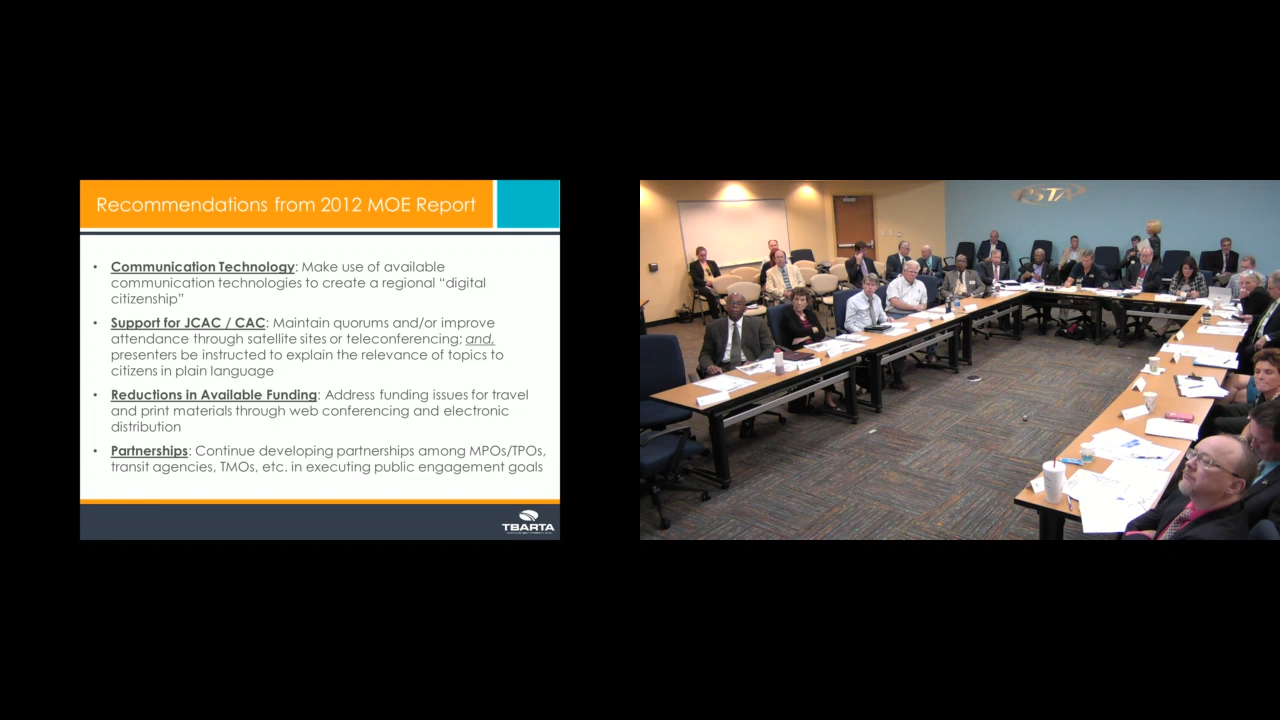 Recommendations from 2012 MOE Report
• Communication Technology: Make use of available
communication technologies to create a regional “digital
citizenship”
• Support for JCAC / CAC: Maintain quorums and/or improve
attendance through satellite sites or teleconferencing; and,
presenters be instructed to explain the relevance of topics to
citizens in plain language
• Reductions in Available Funding: Address funding issues for travel
and print materials through web conferencing and electronic
distribution
• Partnerships: Continue developing partnerships among MPOs/TPOs,
transit agencies, TMOs, etc. in executing public engagement goals
TBARTA
PSTA